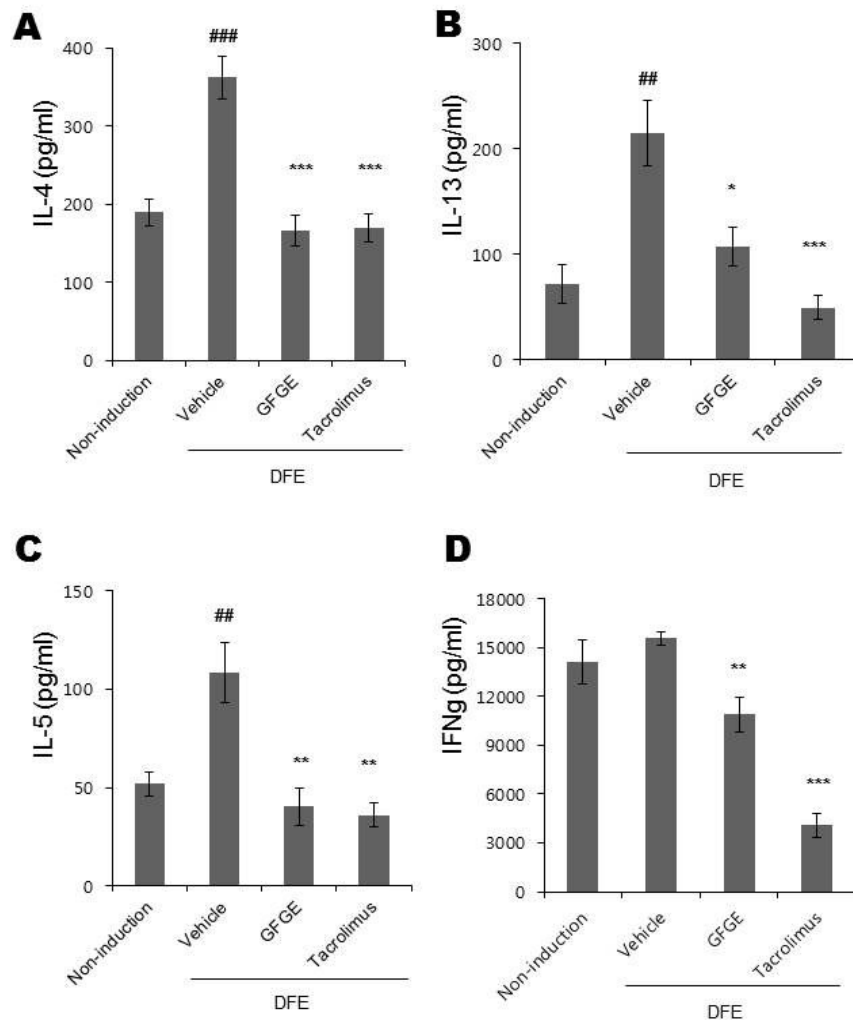 A
IL-4 (pg/ml)
400
300
200
100
0
###
***
***
Non-induction
Vehicle
GFGE
Tacrolimus
DFE
B
IL-13 (pg/ml)
300
200
100
0
##
*
***
Non-induction
Vehicle
GFGE
Tacrolimus
DFE
C
IL-5 (pg/ml)
150
100
50
0
##
**
**
Non-induction
Vehicle
GFGE
Tacrolimus
DFE
D
IFNg (pg/ml)
18000
15000
12000
9000
6000
3000
0
**
***
Non-induction
Vehicle
GFGE
Tacrolimus
DFE